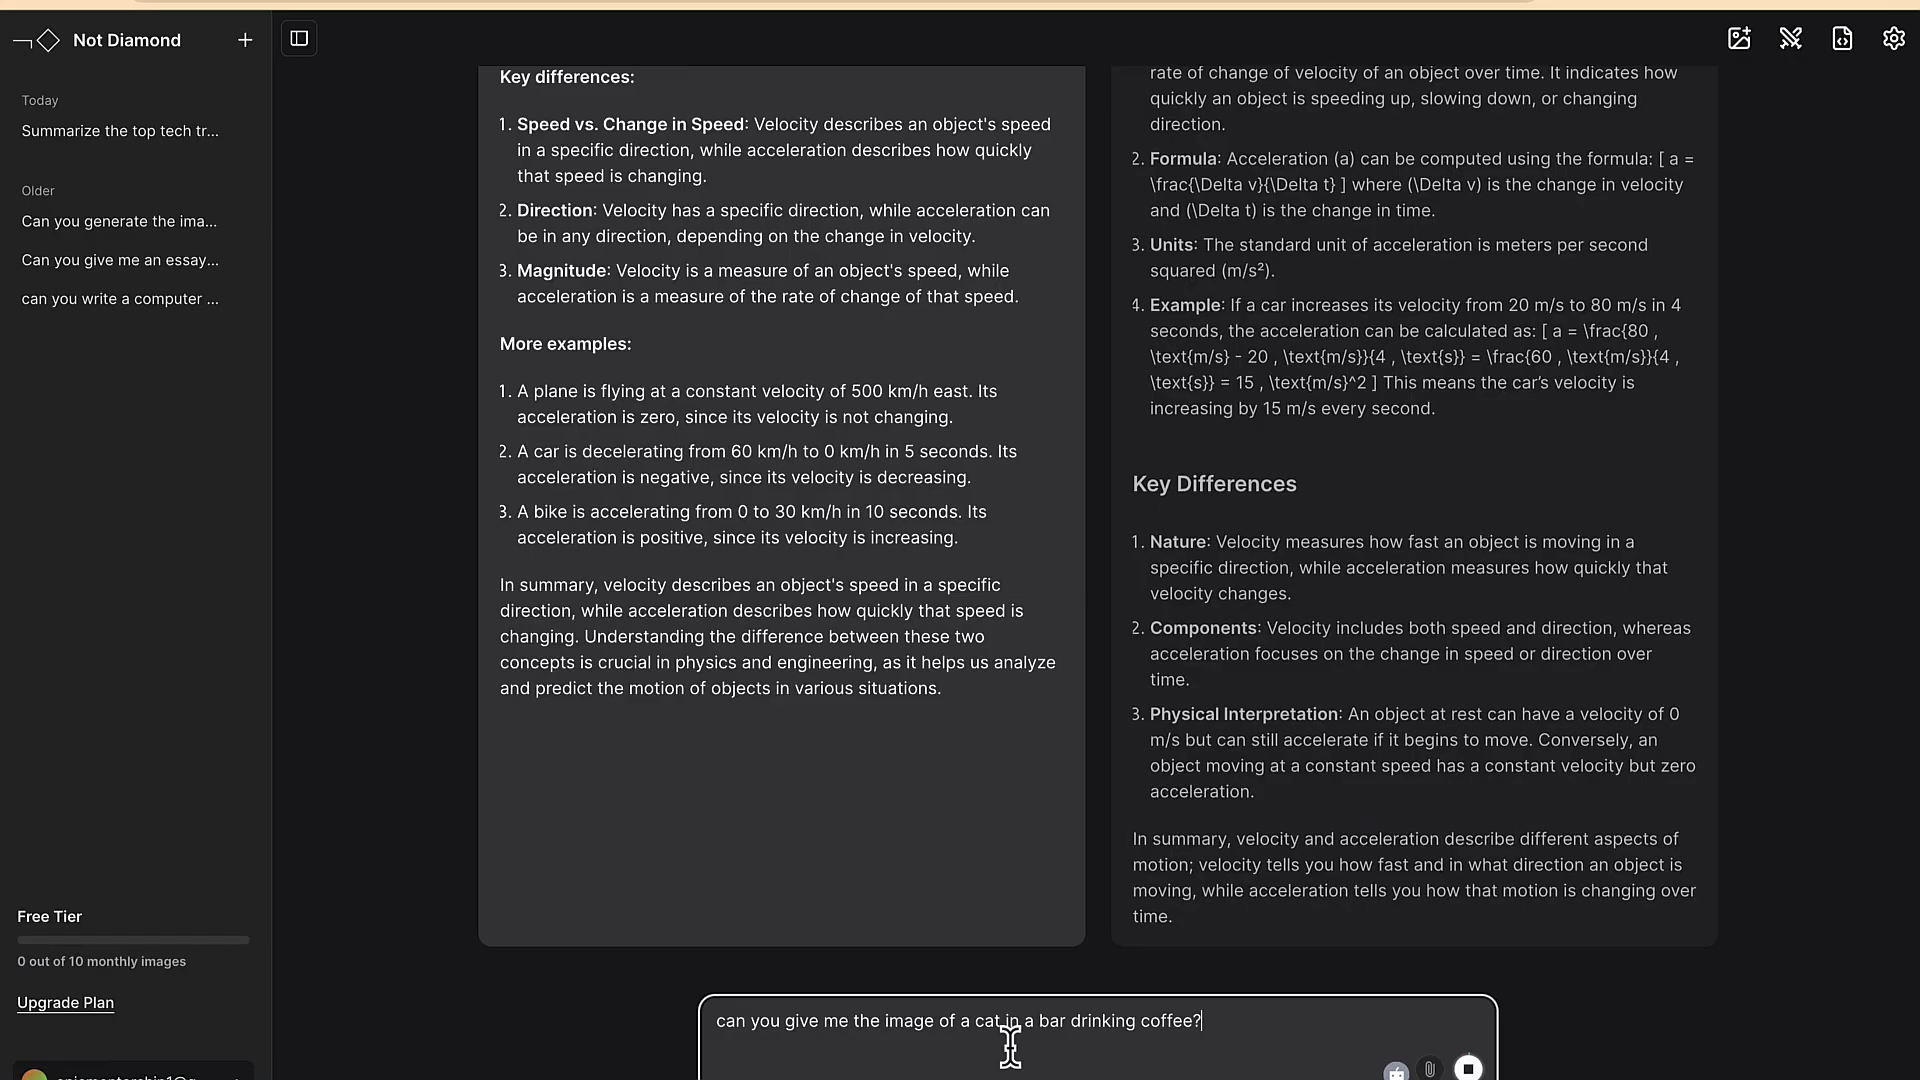 Not Diamond
Today
Summarize the top tech tr...
Older
Can you generate the ima...
Can you give me an essay...
can you write a computer ...
Free Tier
0 out of 10 monthly images
Upgrade Plan
Key differences:
1. Speed vs. Change in Speed: Velocity describes an object's speed
in a specific direction, while acceleration describes how quickly
that speed is changing.
2. Direction: Velocity has a specific direction, while acceleration can
be in any direction, depending on the change in velocity.
3. Magnitude: Velocity is a measure of an object's speed, while
acceleration is a measure of the rate of change of that speed.
More examples:
1. A plane is flying at a constant velocity of 500 km/h east. Its
acceleration is zero, since its velocity is not changing.
2. A car is decelerating from 60 km/h to 0 km/h in 5 seconds. Its
acceleration is negative, since its velocity is decreasing.
3. A bike is accelerating from 0 to 30 km/h in 10 seconds. Its
acceleration is positive, since its velocity is increasing.
In summary, velocity describes an object's speed in a specific
direction, while acceleration describes how quickly that speed is
changing. Understanding the difference between these two
concepts is crucial in physics and engineering, as it helps us analyze
and predict the motion of objects in various situations.
rate of change of velocity of an object over time. It indicates how
quickly an object is speeding up, slowing down, or changing
direction.
2. Formula: Acceleration (a) can be computed using the formula: [ a =
\frac{\Delta v}{\Delta t} ] where (\Delta v) is the change in velocity
and (\Delta t) is the change in time.
3. Units: The standard unit of acceleration is meters per second
squared (m/s²).
4. Example: If a car increases its velocity from 20 m/s to 80 m/s in 4
seconds, the acceleration can be calculated as: [ a = \frac{80 ,
\text{m/s} - 20 , \text{m/s}}{4 , \text{s}} = \frac{60 , \text{m/s}}{4 ,
\text{s}} = 15 , \text{m/s}^2 ] This means the car’s velocity is
increasing by 15 m/s every second.
Key Differences
1. Nature: Velocity measures how fast an object is moving in a
specific direction, while acceleration measures how quickly that
velocity changes.
2. Components: Velocity includes both speed and direction, whereas
acceleration focuses on the change in speed or direction over
time.
3. Physical Interpretation: An object at rest can have a velocity of 0
m/s but can still accelerate if it begins to move. Conversely, an
object moving at a constant speed has a constant velocity but zero
acceleration.
In summary, velocity and acceleration describe different aspects of
motion; velocity tells you how fast and in what direction an object is
moving, while acceleration tells you how that motion is changing over
time.
can you give me the image of a cat in a bar drinking coffee?